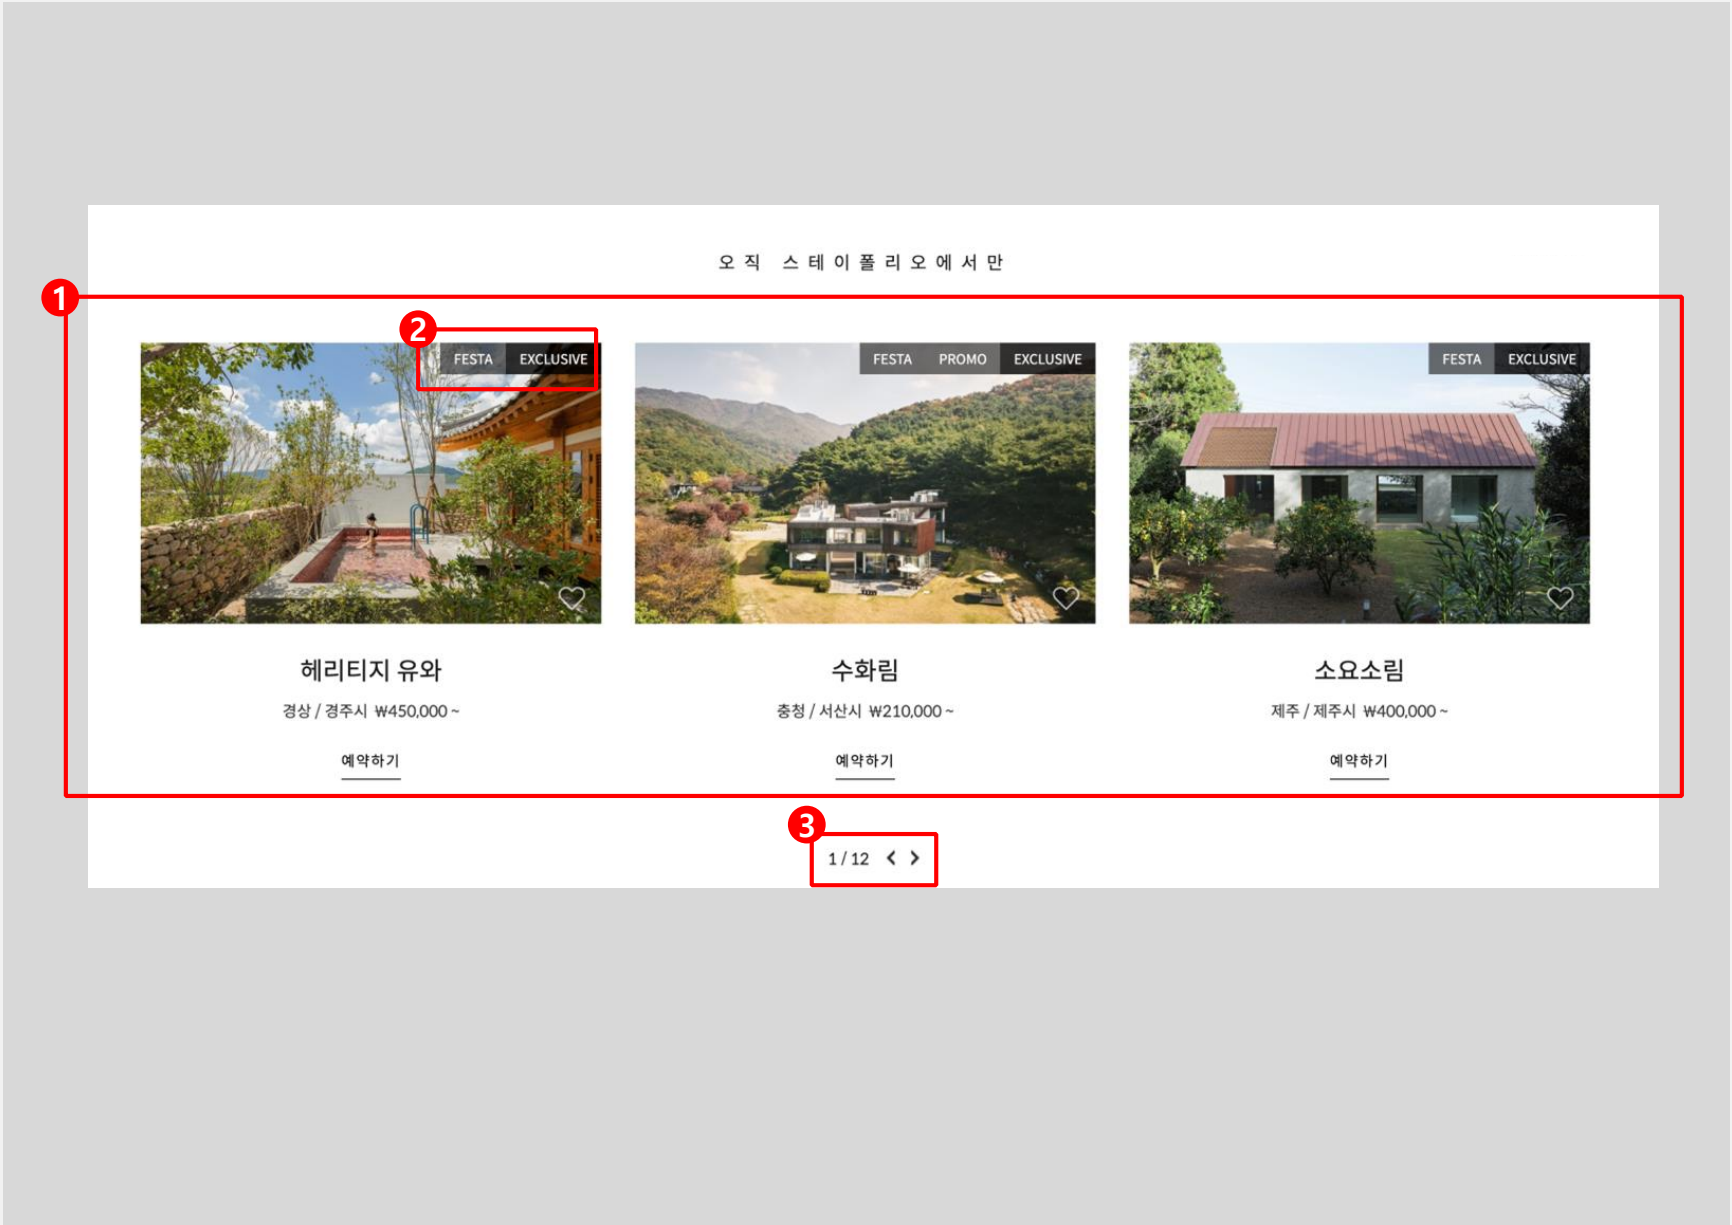 오직 스테이폴리오에서만
1
2
FESTA EXCLUSIVE
FESTA PROMO EXCLUSIVE
FESTA EXCLUSIVE
헤리티지 유와
경상 / 경주시 ₩450,000 ~
예약하기
수화림
충청 / 서산시 ₩210,000 ~
예약하기
소요소림
제주 / 제주시 ₩400,000 ~
예약하기
3
1 / 12 < >